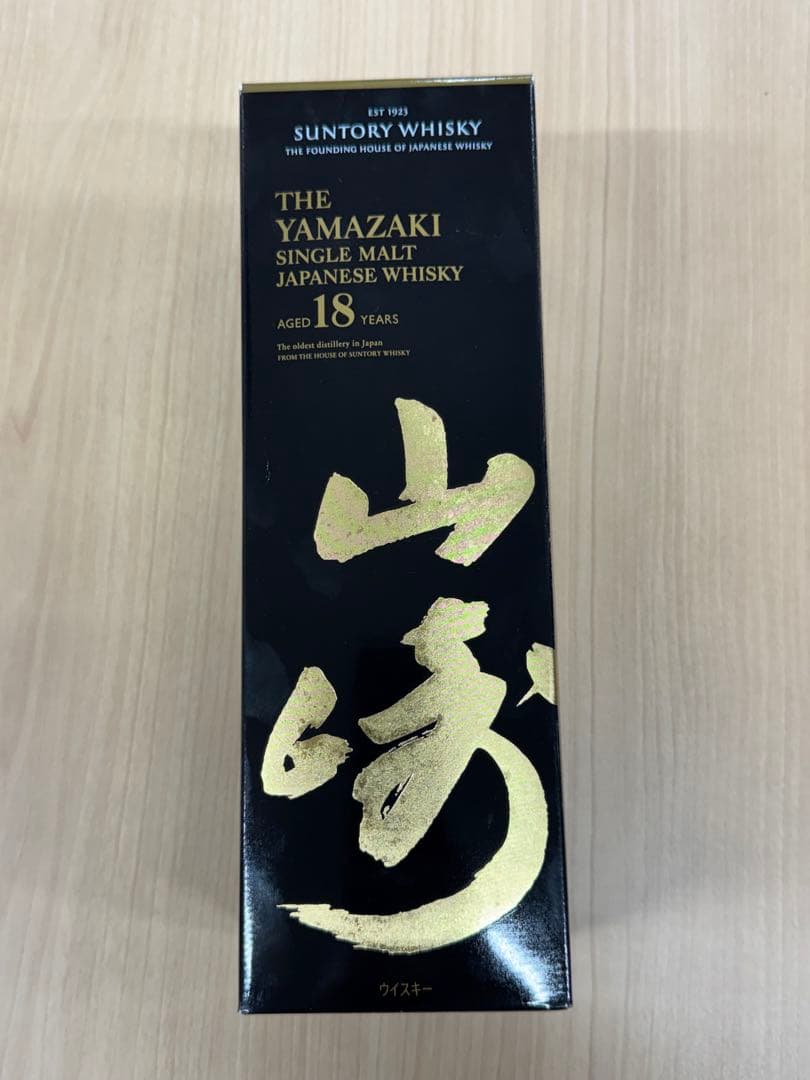 EST 1923
SUNTORY WHISKY
THE FOUNDING HOUSE OF JAPANESE WHISKY
THE
YAMAZAKI
SINGLE MALT
JAPANESE WHISKY
AGED 18 YEARS
The oldest distillery in Japan
FROM THE HOUSE OF SUNTORY WHISKY
山
崎
ウイスキー